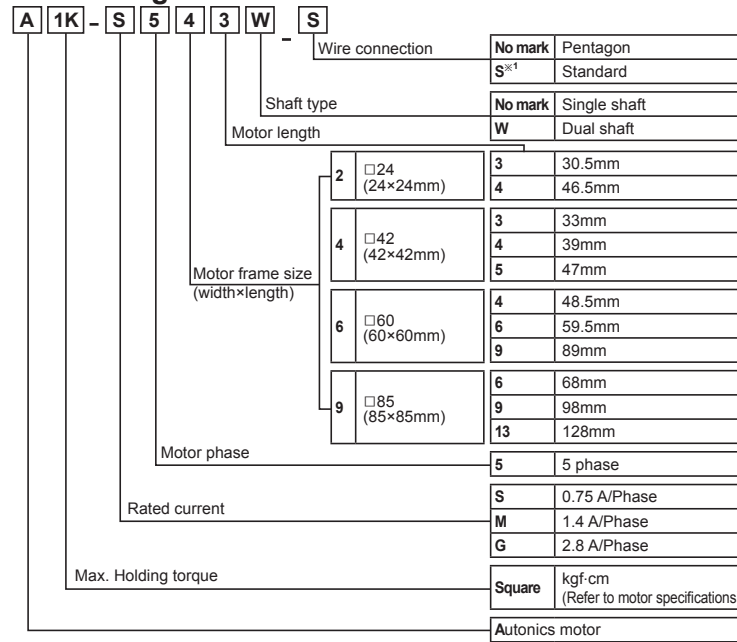 A 1K - S 5 4 3 W - S
Wire connection
No mark Pentagon
S※1 Standard
Shaft type
No mark Single shaft
W Dual shaft
Motor length
2 □24
(24×24mm)
3 30.5mm
4 46.5mm
4 □42
(42×42mm)
3 33mm
4 39mm
5 47mm
Motor frame size
(width×length)
6 □60
(60×60mm)
4 48.5mm
6 59.5mm
9 89mm
9 □85
(85×85mm)
6 68mm
9 98mm
13 128mm
Motor phase
5 5 phase
Rated current
S 0.75 A/Phase
M 1.4 A/Phase
G 2.8 A/Phase
Max. Holding torque
Square kgf·cm
(Refer to motor specifications
Autonics motor